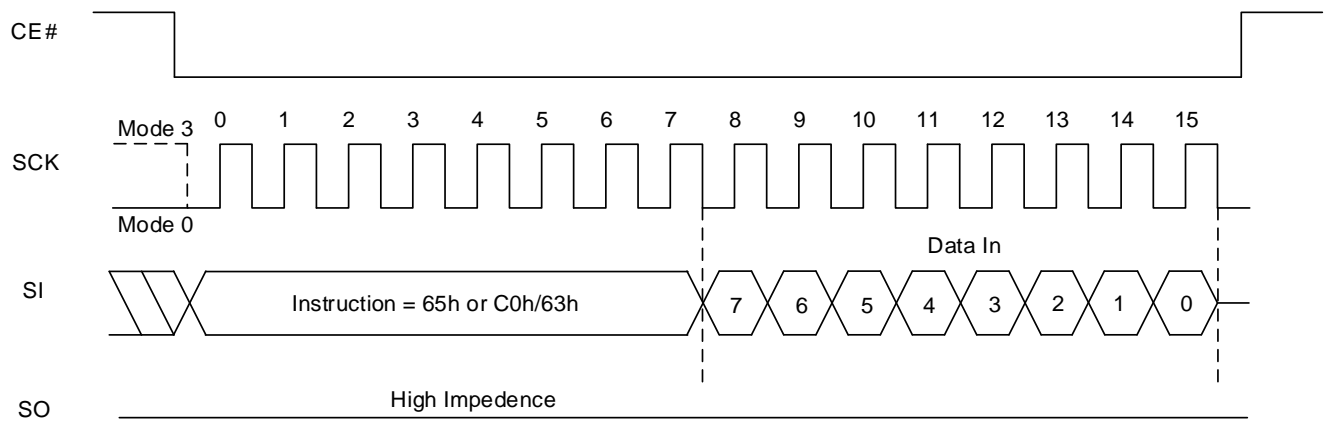 CE#
0 1 2 3 4 5 6 7 8 9 10 11 12 13 14 15
Mode 3
SCK
Mode 0
Data In
SI
Instruction = 65h or C0h/63h
7 6 5 4 3 2 1 0
High Impedence
SO